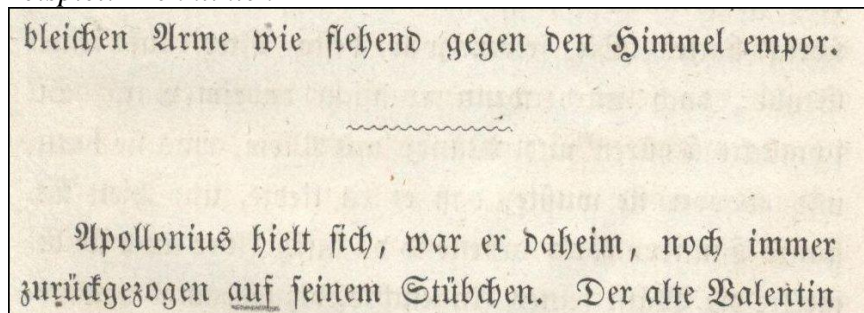 bleichen Arme wie flehend gegen den Himmel empor.
Apollonius hielt sich, war er daheim, noch immer
zurückgezogen auf seinem Stübchen. Der alte Valentin